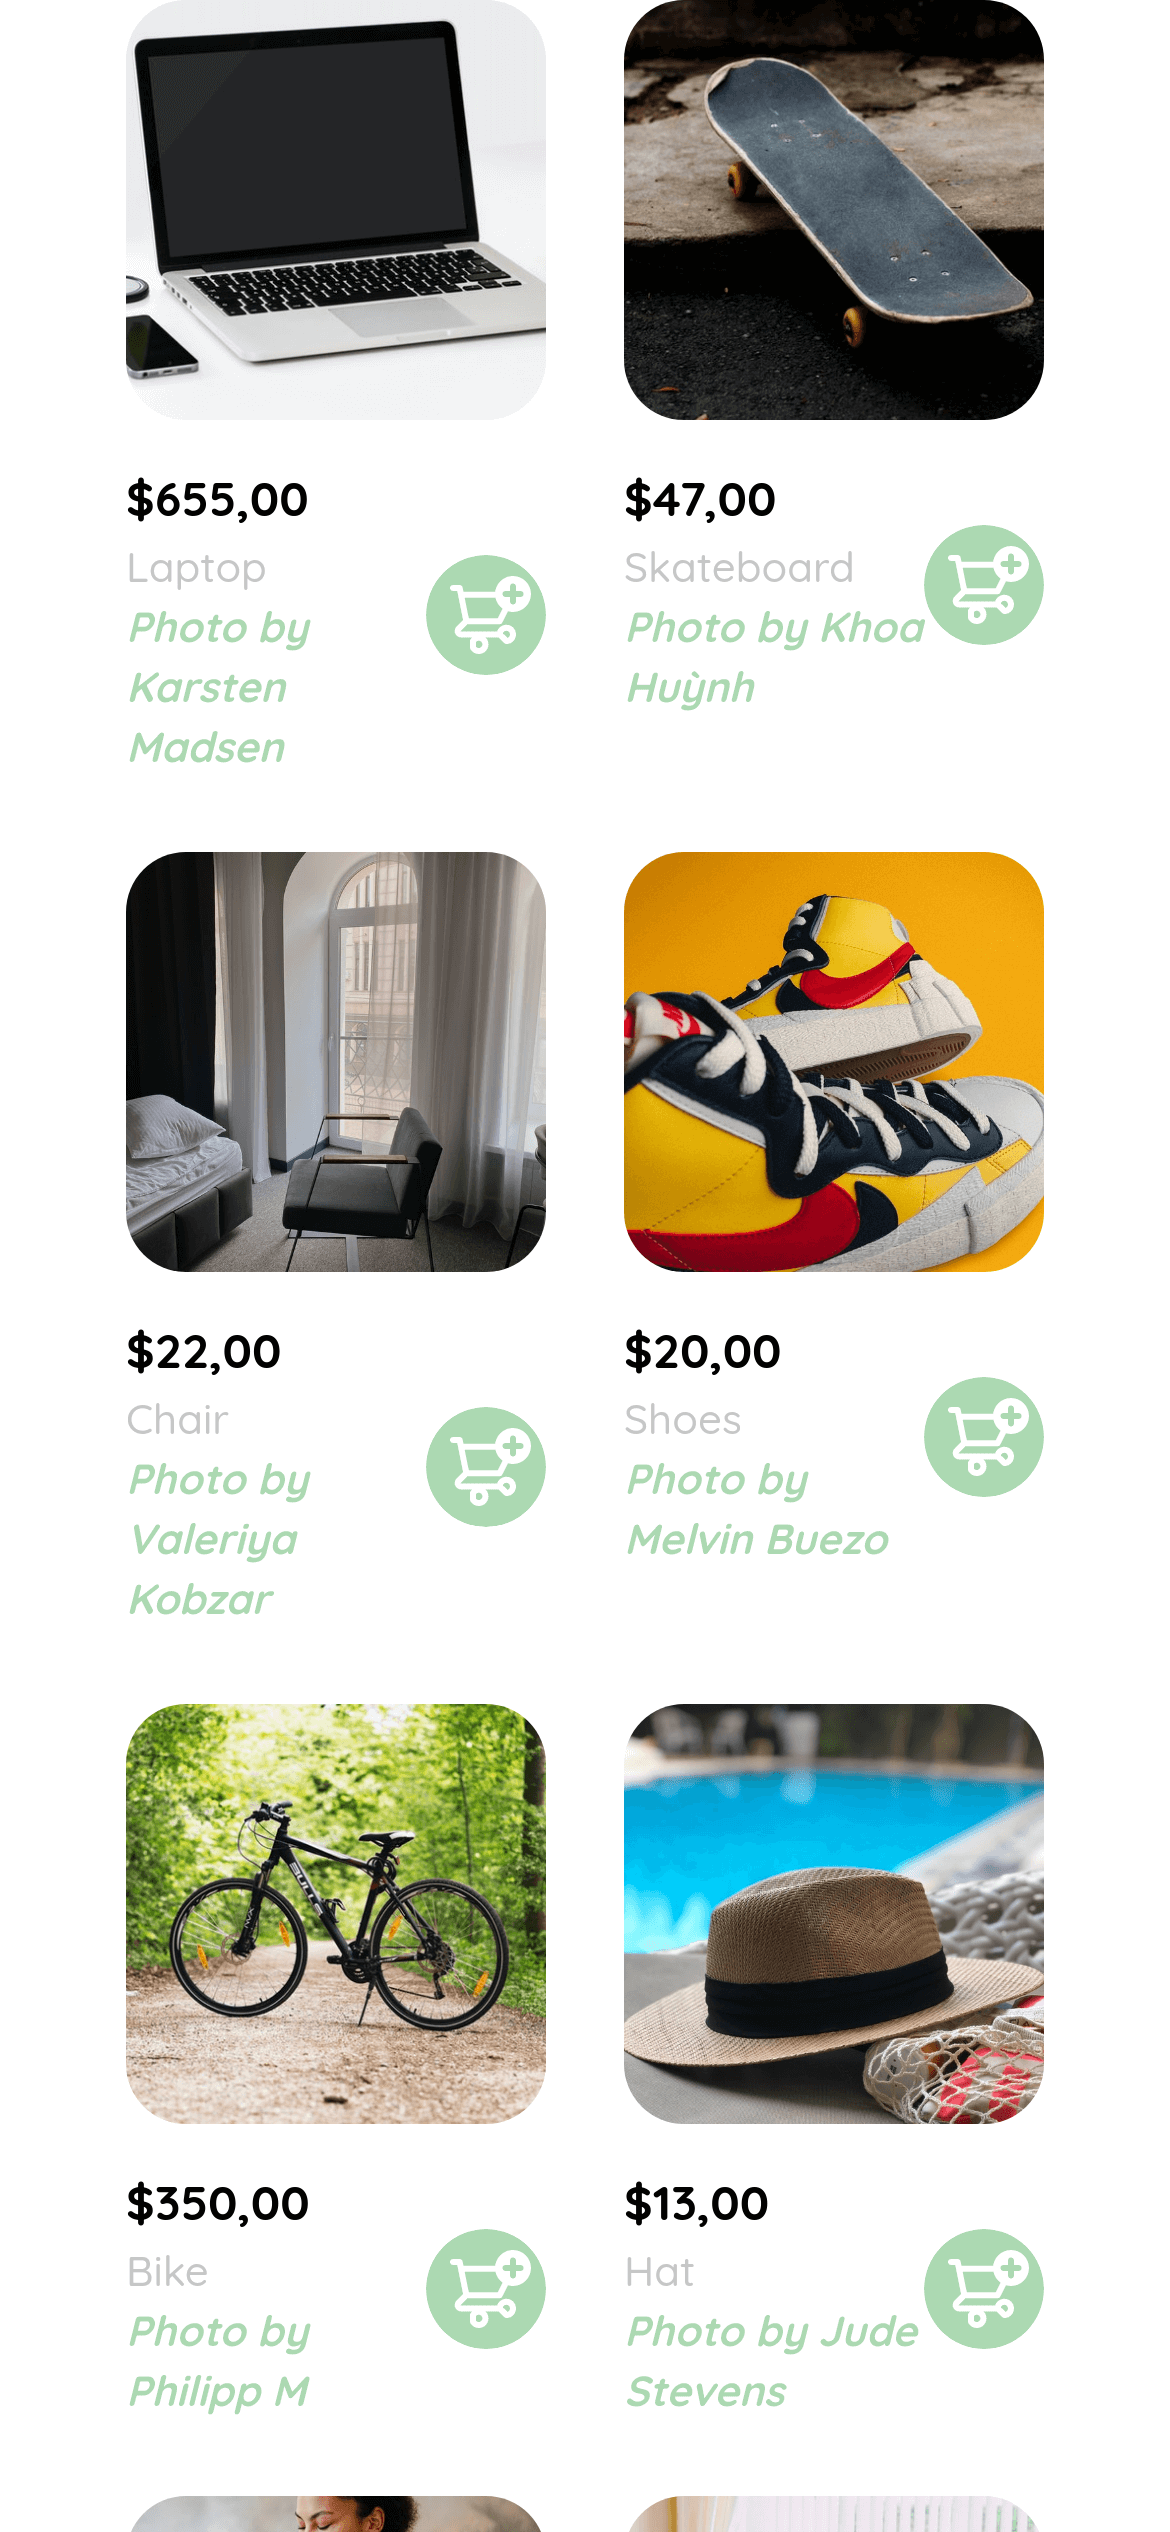 $655,00
Laptop
Photo by
Karsten
Madsen
$47,00
Skateboard
Photo by Khoa
Huỳnh
$22,00
Chair
Photo by
Valeriya
Kobzar
$20,00
Shoes
Photo by
Melvin Buezo
$350,00
Bike
Photo by
Philipp M
$13,00
Hat
Photo by Jude
Stevens